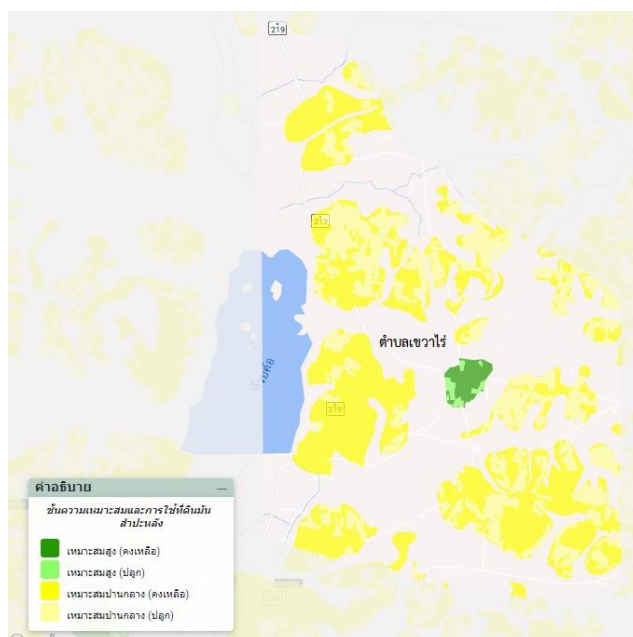 219
219
ตำบลเขวาไร่
219
คำอธิบาย
ชั้นความเหมาะสมและการใช้ที่ดินมัน
สำปะหลัง
เหมาะสมสูง (คงเหลือ)
เหมาะสมสูง (ปลูก)
เหมาะสมปานกลาง (คงเหลือ)
เหมาะสมปานกลาง (ปลูก)
219